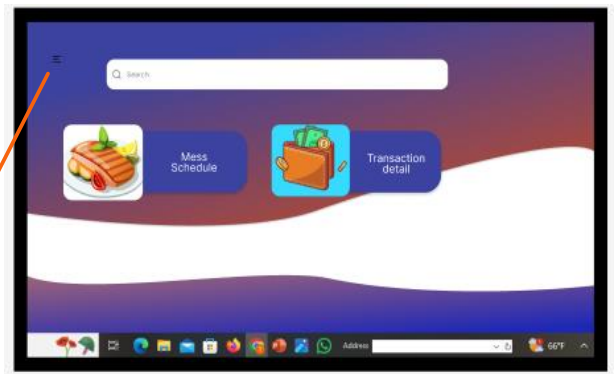 Search
Mess
Schedule
Transaction
detail
Address
66°F